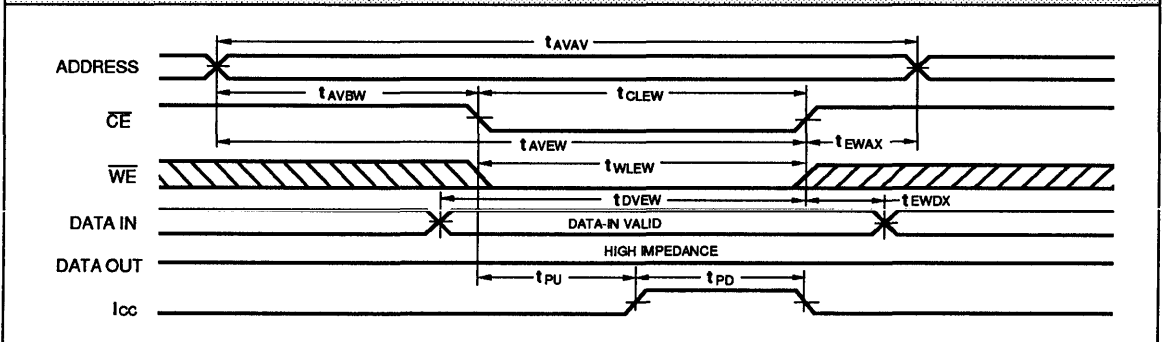 tAVAV
ADDRESS
tAVBW
tCLEW
CE
tAVEW
tEWAX
WE
tWLEW
tDVEW
tEWDX
DATA IN
DATA-IN VALID
HIGH IMPEDANCE
DATA OUT
tPU
tPD
Icc